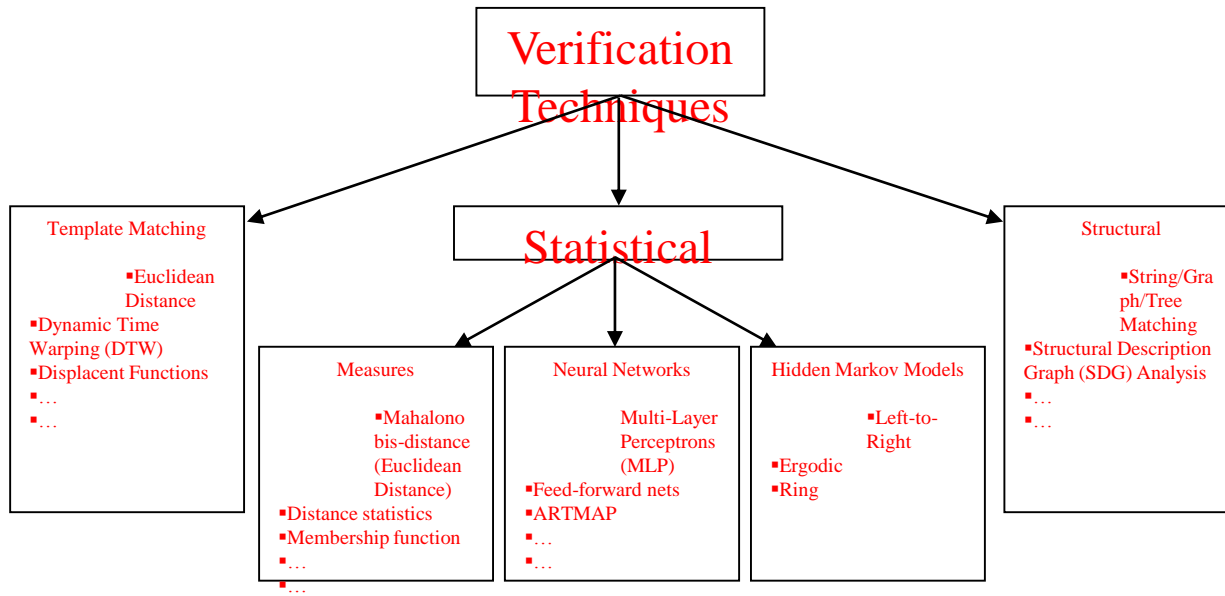 Verification
Techniques
Template Matching
▪Euclidean
Distance
▪Dynamic Time
Warping (DTW)
▪Displacent Functions
▪…
▪…
Statistical
Structural
▪String/Gra
ph/Tree
Matching
▪Structural Description
Graph (SDG) Analysis
▪…
▪…
Measures
▪Mahalono
bis-distance
(Euclidean
Distance)
▪Distance statistics
▪Membership function
▪…
▪…
Neural Networks
Multi-Layer
Perceptrons
(MLP)
▪Feed-forward nets
▪ARTMAP
▪…
▪…
Hidden Markov Models
▪Left-to-
Right
▪Ergodic
▪Ring